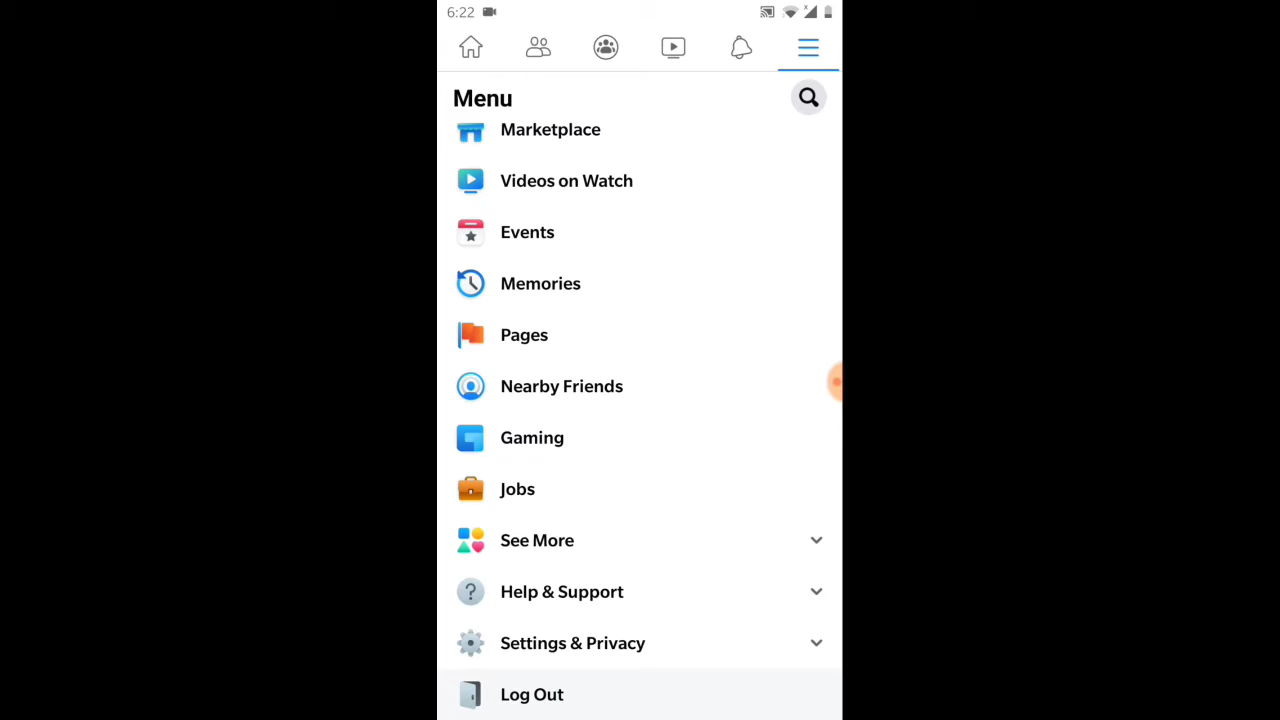 6:22
Menu
Marketplace
Videos on Watch
Events
Memories
Pages
Nearby Friends
Gaming
Jobs
See More
Help & Support
Settings & Privacy
Log Out